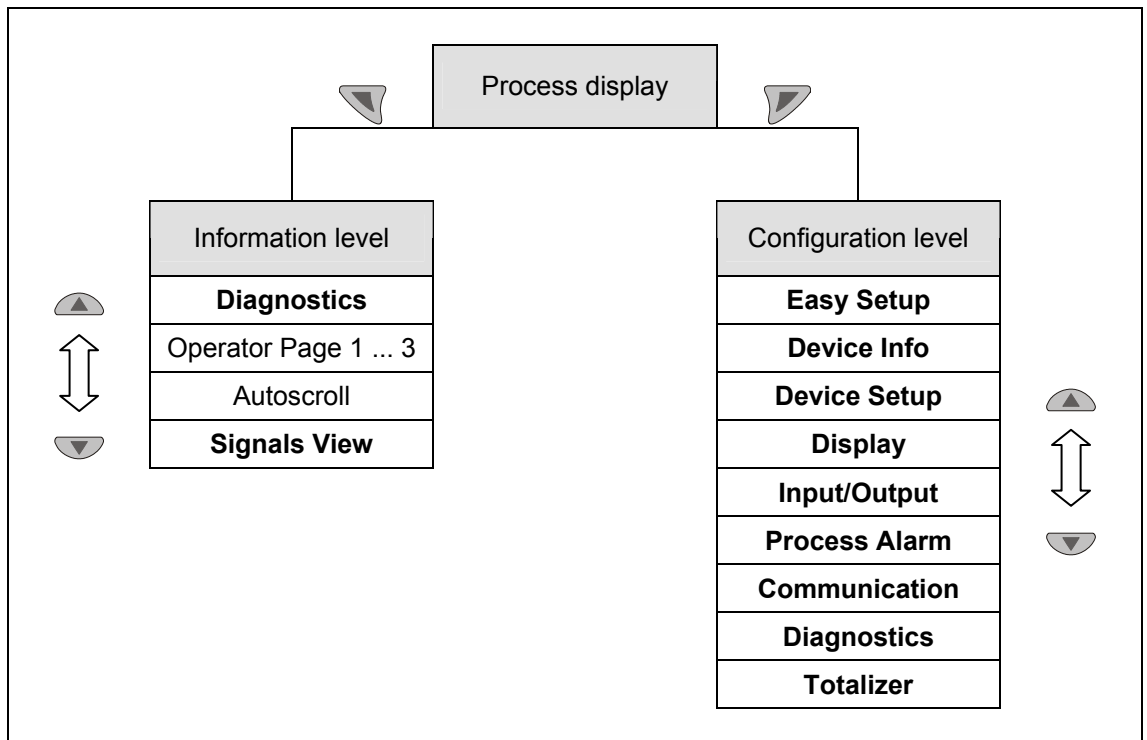 Process display
Information level
Diagnostics
Operator Page 1 ... 3
Autoscroll
Signals View
Configuration level
Easy Setup
Device Info
Device Setup
Display
Input/Output
Process Alarm
Communication
Diagnostics
Totalizer